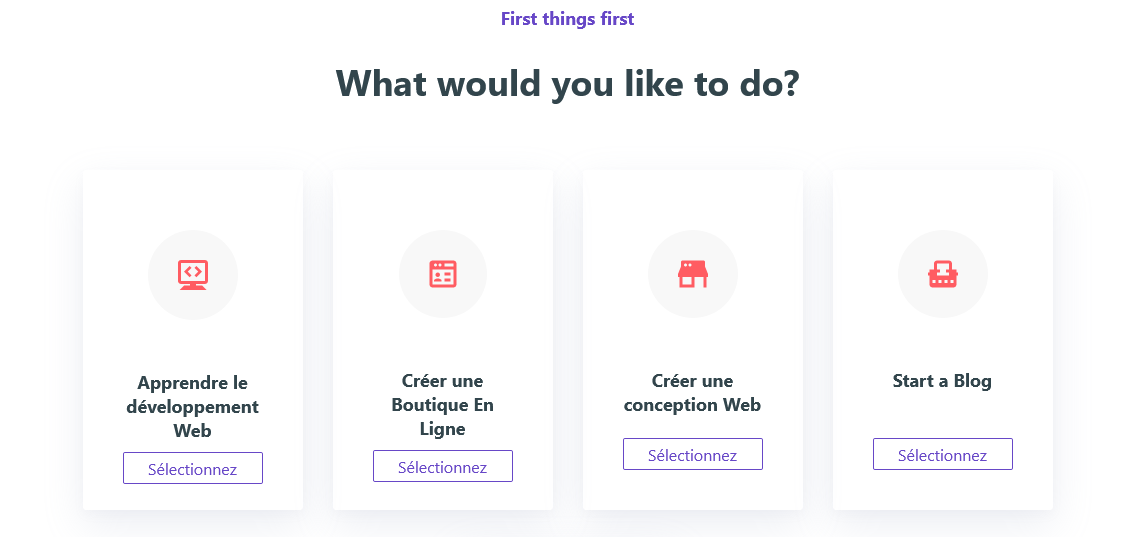 First things first
What would you like to do?
Apprendre le
développement
Web
Sélectionnez
Créer une
Boutique En
Ligne
Sélectionnez
Créer une
conception Web
Sélectionnez
Start a Blog
Sélectionnez